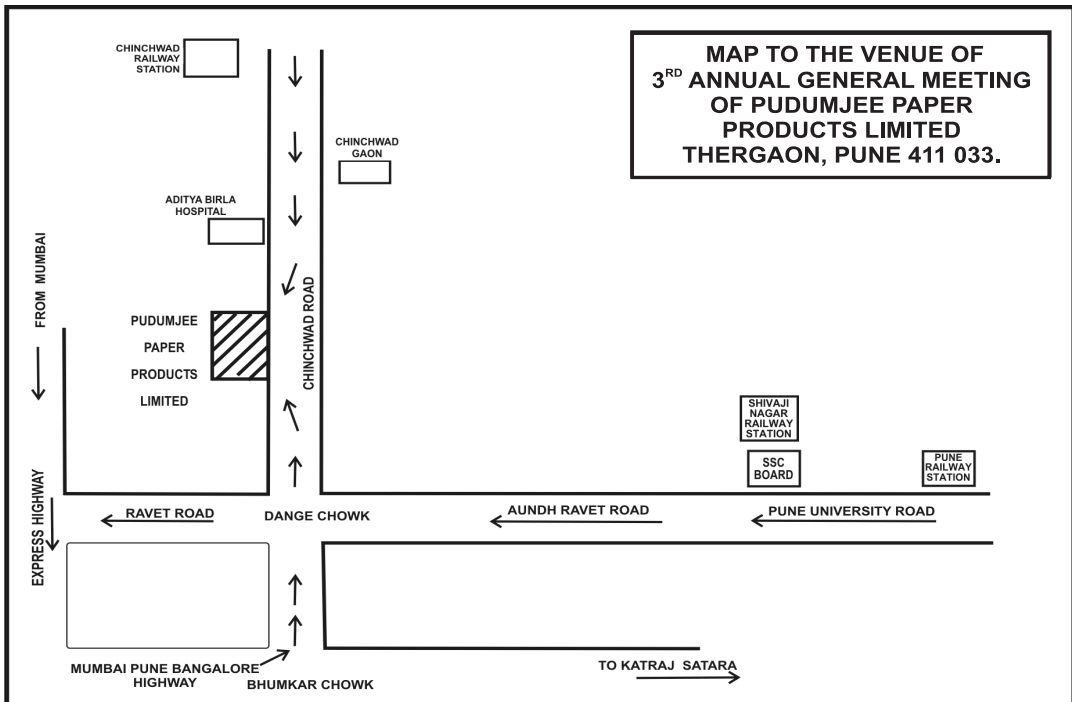 MAP TO THE VENUE OF
3RD ANNUAL GENERAL MEETING
OF PUDUMJEE PAPER
PRODUCTS LIMITED
THERGAON, PUNE 411 033.
CHINCHWAD
RAILWAY
STATION
CHINCHWAD
GAON
ADITYA BIRLA
HOSPITAL
FROM MUMBAI
PUDUMJEE
PAPER
PRODUCTS
LIMITED
CHINCHWAD ROAD
SHIVAJI
NAGAR
RAILWAY
STATION
SSC
BOARD
PUNE
RAILWAY
STATION
EXPRESS HIGHWAY
RAVET ROAD
DANGE CHOWK
AUNDH RAVET ROAD
PUNE UNIVERSITY ROAD
MUMBAI PUNE BANGALORE
HIGHWAY
BHUMKAR CHOWK
TO KATRAJ SATARA